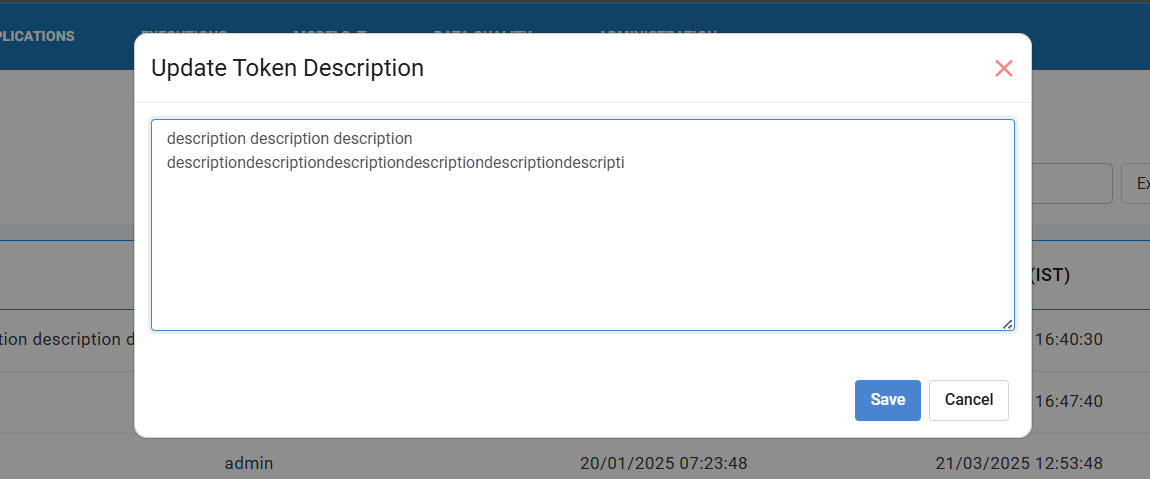 PLICATIONS
Update Token Description
description description description
descriptiondescriptiondescriptiondescriptiondescriptiondescripti
Ex
(IST)
tion description d
16:40:30
16:47:40
Save Cancel
admin 20/01/2025 07:23:48 21/03/2025 12:53:48